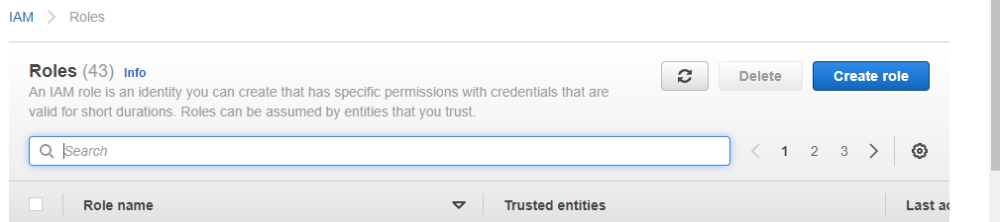 IAM > Roles
Roles (43) Info
Delete
Create role
An IAM role is an identity you can create that has specific permissions with credentials that are
valid for short durations. Roles can be assumed by entities that you trust.
Search
1 2 3
Role name Trusted entities